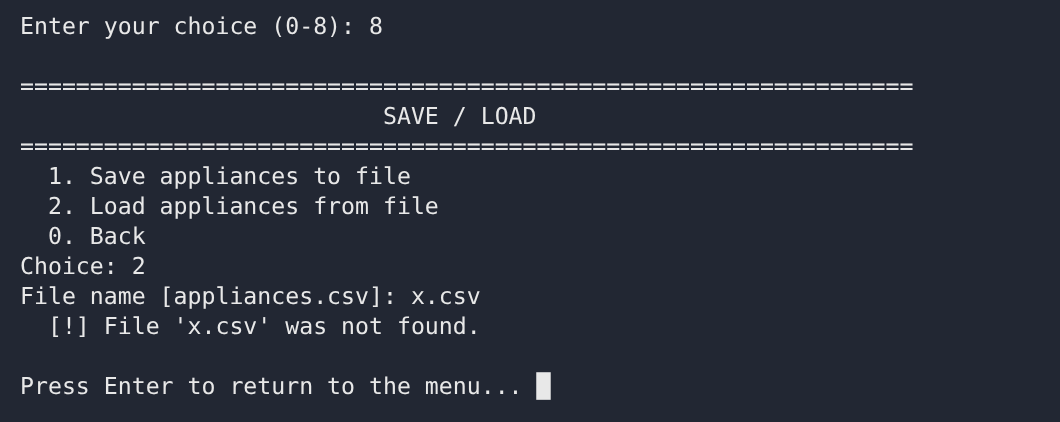 Enter your choice (0-8): 8
================================================================
SAVE / LOAD
================================================================
1. Save appliances to file
2. Load appliances from file
0. Back
Choice: 2
File name [appliances.csv]: x.csv
[!] File 'x.csv' was not found.
Press Enter to return to the menu...